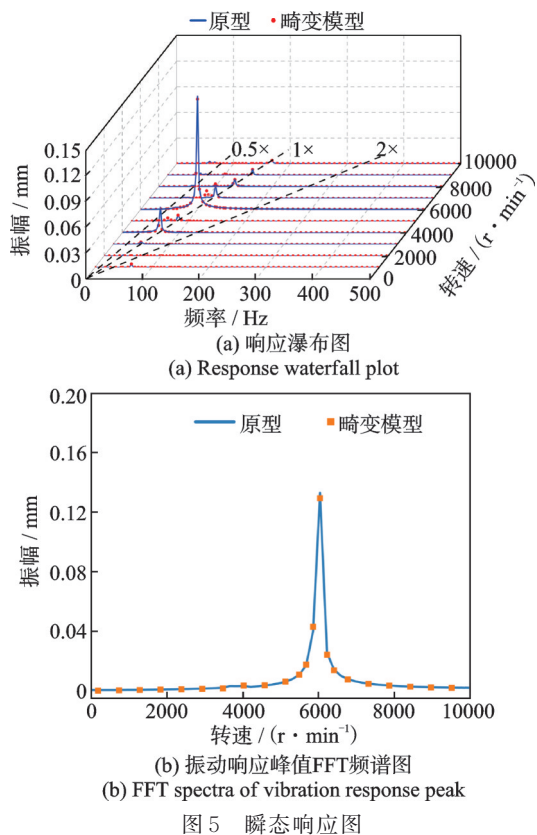 原型 畸变模型
0.5× 1× 2×
0.15
0.12
0.09
0.06
0.03
0
振幅 / mm
10000
8000
6000
4000
2000
0
转速 / (r・min⁻¹)
0 100 200 300 400 500
频率 / Hz
(a) 响应瀑布图
(a) Response waterfall plot
0.20
0.16
0.12
0.08
0.04
0
振幅 / mm
原型 畸变模型
0 2000 4000 6000 8000 10000
转速 / (r・min⁻¹)
(b) 振动响应峰值FFT频谱图
(b) FFT spectra of vibration response peak
图5 瞬态响应图